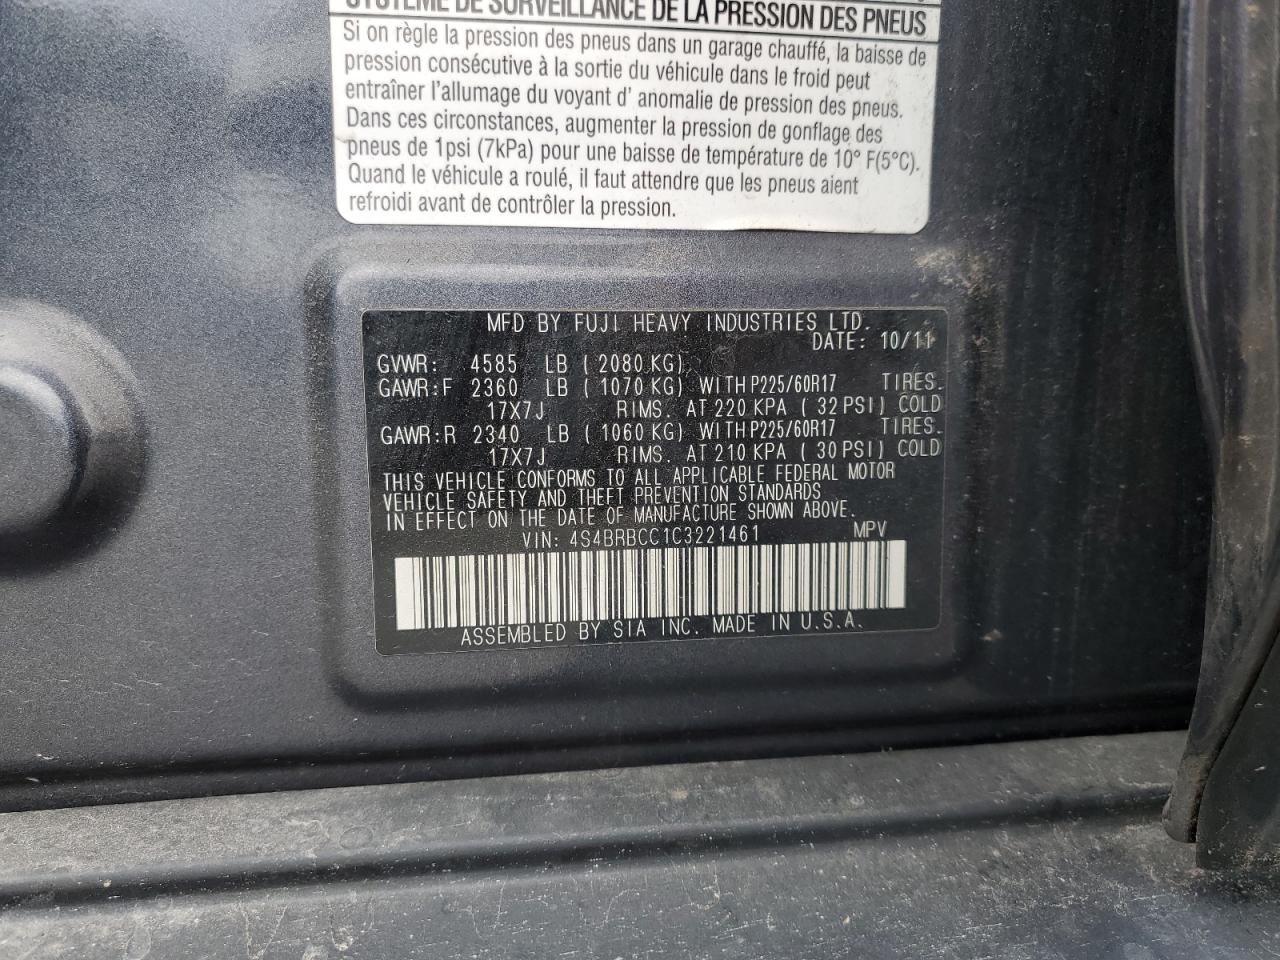 SYSTÈME DE SURVEILLANCE DE LA PRESSION DES PNEUS
Si on règle la pression des pneus dans un garage chauffé, la baisse de
pression consécutive à la sortie du véhicule dans le froid peut
entraîner l'allumage du voyant d' anomalie de pression des pneus.
Dans ces circonstances, augmenter la pression de gonflage des
pneus de 1psi (7kPa) pour une baisse de température de 10° F(5°C).
Quand le véhicule a roulé, il faut attendre que les pneus aient
refroidi avant de contrôler la pression.
MFD BY FUJI HEAVY INDUSTRIES LTD.
DATE: 10/11
GVWR: 4585 LB ( 2080 KG)
GAWR:F 2360 LB ( 1070 KG) WITH P225/60R17 TIRES.
17X7J RIMS. AT 220 KPA ( 32 PSI) COLD
GAWR:R 2340 LB ( 1060 KG) WITH P225/60R17 TIRES.
17X7J RIMS. AT 210 KPA ( 30 PSI) COLD
THIS VEHICLE CONFORMS TO ALL APPLICABLE FEDERAL MOTOR
VEHICLE SAFETY AND THEFT PREVENTION STANDARDS
IN EFFECT ON THE DATE OF MANUFACTURE SHOWN ABOVE.
VIN: 4S4BRBCC1C3221461 MPV
ASSEMBLED BY SIA INC. MADE IN U.S.A.